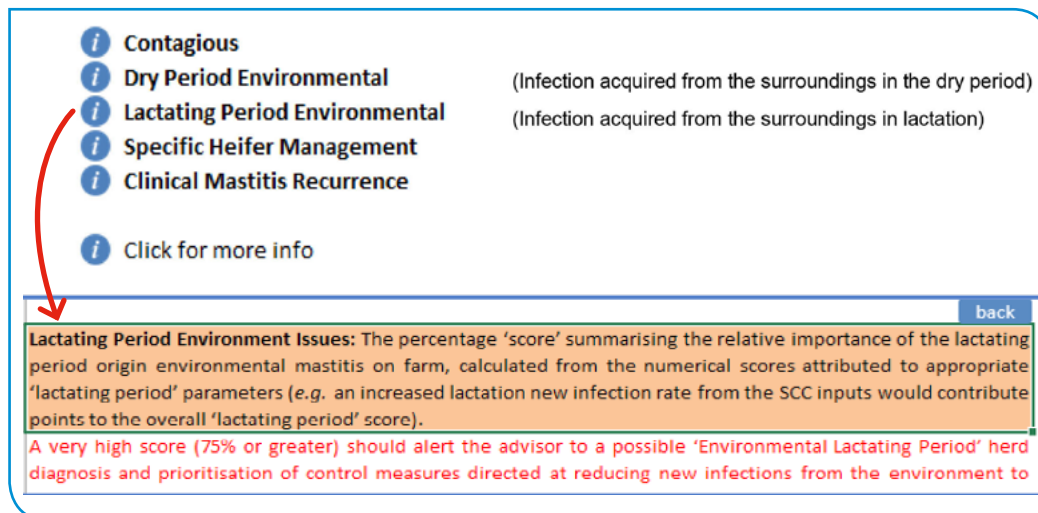 i Contagious
i Dry Period Environmental (Infection acquired from the surroundings in the dry period)
i Lactating Period Environmental (Infection acquired from the surroundings in lactation)
i Specific Heifer Management
i Clinical Mastitis Recurrence
i Click for more info
back
Lactating Period Environment Issues: The percentage ‘score’ summarising the relative importance of the lactating
period origin environmental mastitis on farm, calculated from the numerical scores attributed to appropriate
‘lactating period’ parameters (e.g. an increased lactation new infection rate from the SCC inputs would contribute
points to the overall ‘lactating period’ score).
A very high score (75% or greater) should alert the advisor to a possible ‘Environmental Lactating Period’ herd
diagnosis and prioritisation of control measures directed at reducing new infections from the environment to